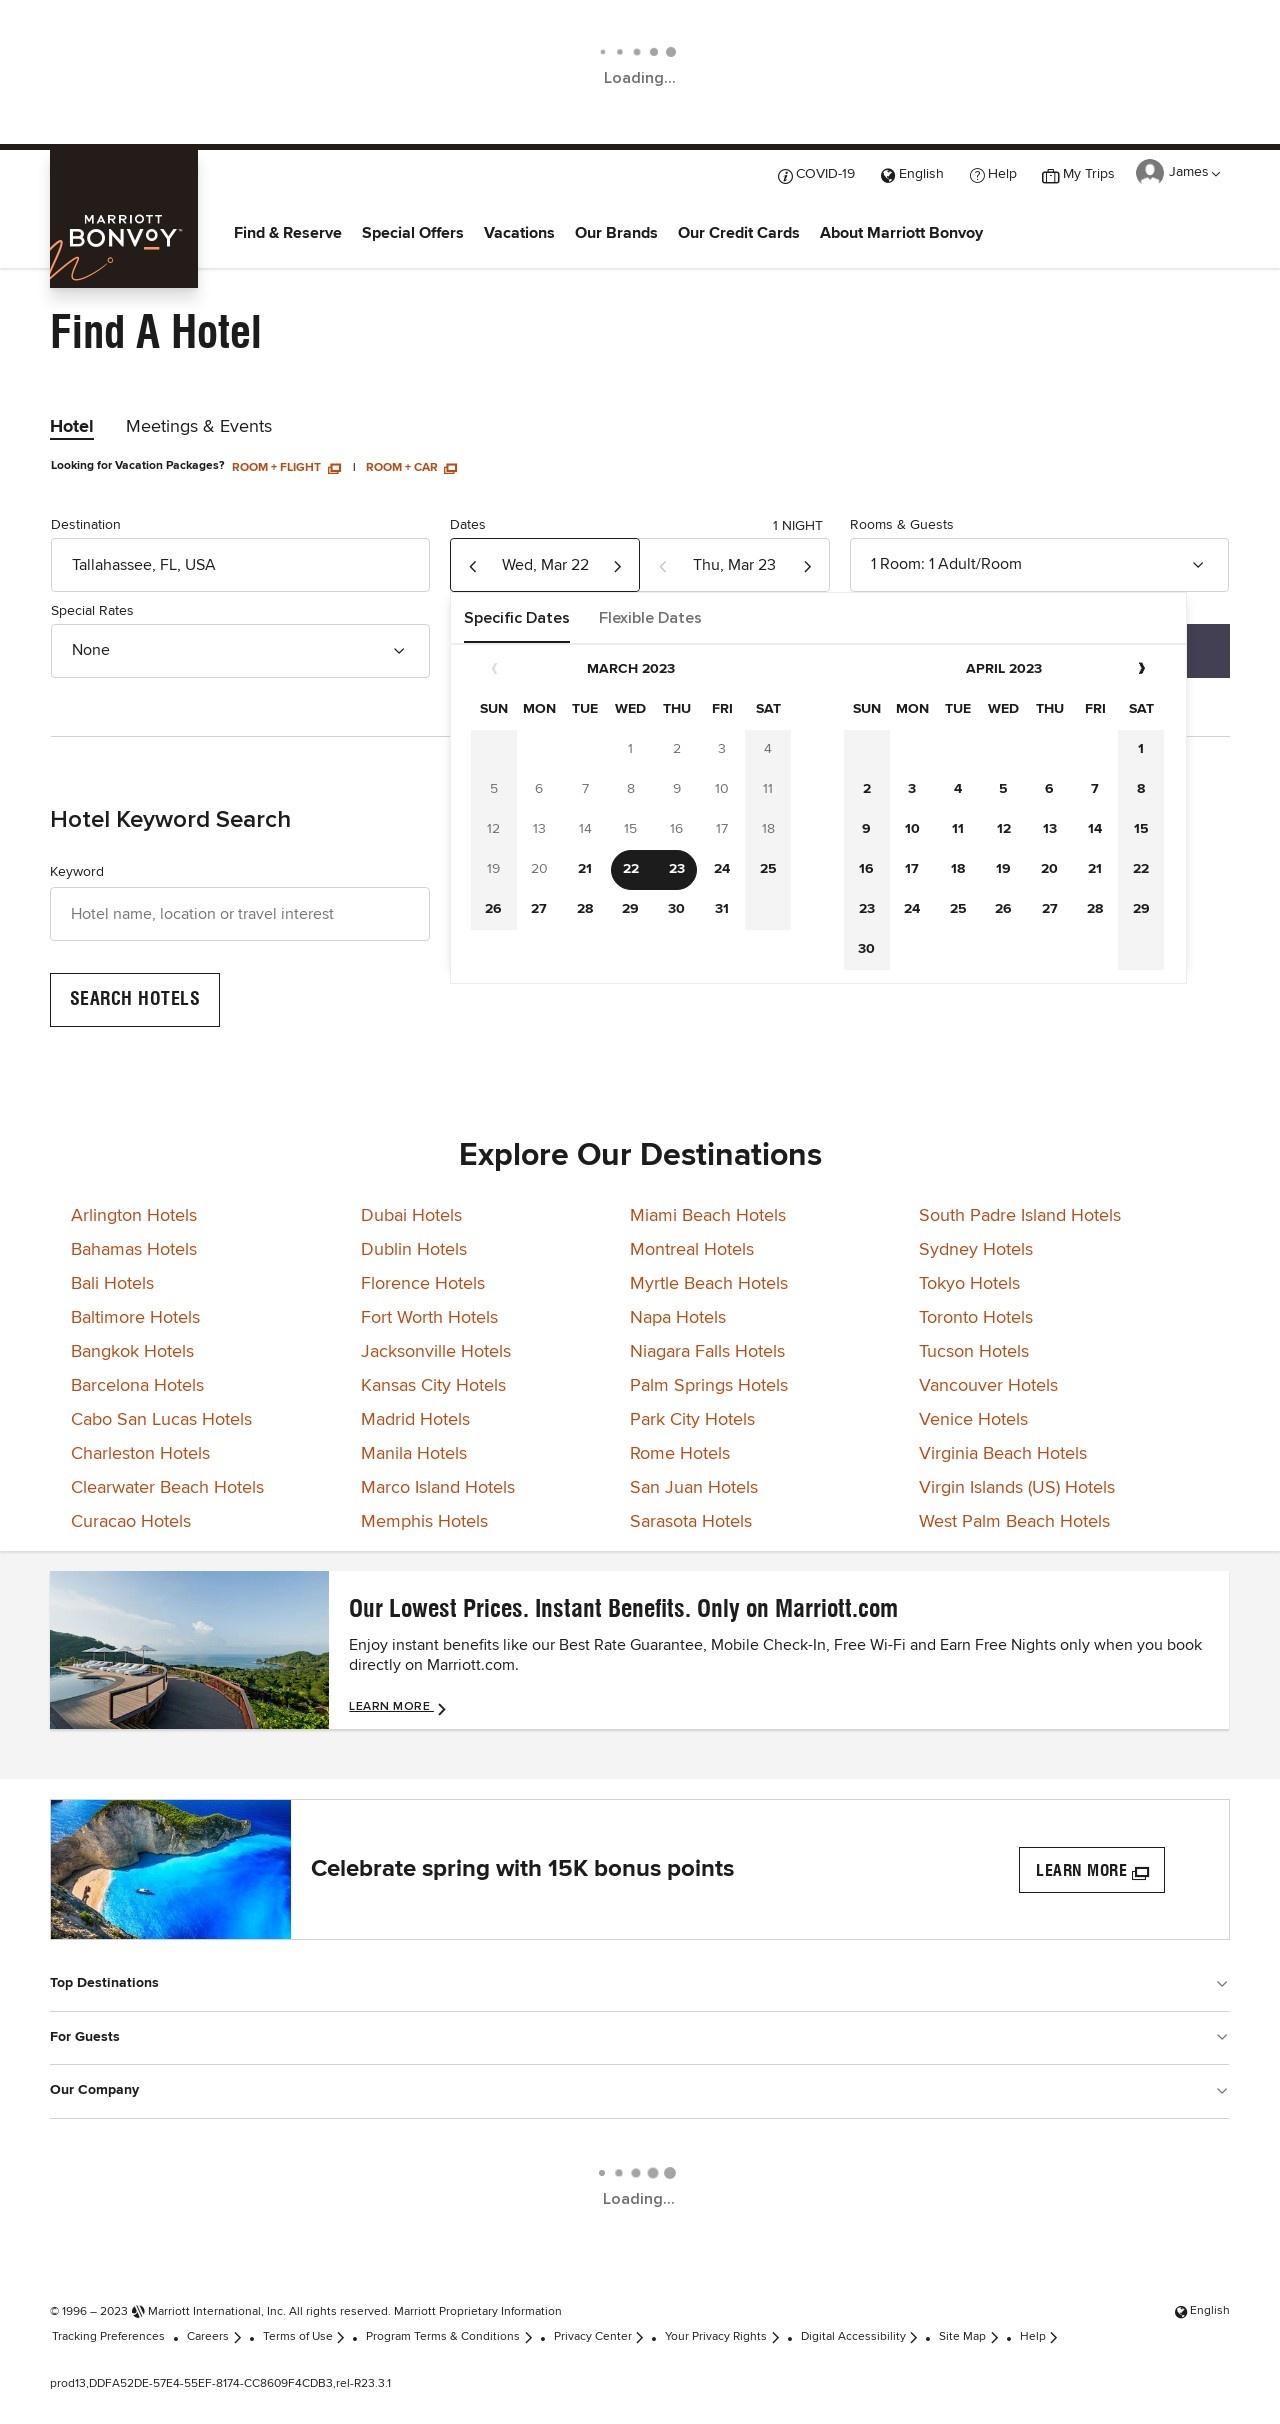 Loading...
COVID-19 English Help My Trips James
MARRIOTT
BONVOY
Find & Reserve Special Offers Vacations Our Brands Our Credit Cards About Marriott Bonvoy
Find A Hotel
Hotel Meetings & Events
Looking for Vacation Packages? ROOM + FLIGHT | ROOM + CAR
Destination Dates 1 NIGHT Rooms & Guests
Tallahassee, FL, USA Wed, Mar 22 Thu, Mar 23 1 Room: 1 Adult/Room
Special Rates
None
Specific Dates Flexible Dates
MARCH 2023
SUN MON TUE WED THU FRI SAT
1 2 3 4
5 6 7 8 9 10 11
12 13 14 15 16 17 18
19 20 21 22 23 24 25
26 27 28 29 30 31
APRIL 2023
SUN MON TUE WED THU FRI SAT
1
2 3 4 5 6 7 8
9 10 11 12 13 14 15
16 17 18 19 20 21 22
23 24 25 26 27 28 29
30
Hotel Keyword Search
Keyword
Hotel name, location or travel interest
SEARCH HOTELS
Explore Our Destinations
Arlington Hotels Dubai Hotels Miami Beach Hotels South Padre Island Hotels
Bahamas Hotels Dublin Hotels Montreal Hotels Sydney Hotels
Bali Hotels Florence Hotels Myrtle Beach Hotels Tokyo Hotels
Baltimore Hotels Fort Worth Hotels Napa Hotels Toronto Hotels
Bangkok Hotels Jacksonville Hotels Niagara Falls Hotels Tucson Hotels
Barcelona Hotels Kansas City Hotels Palm Springs Hotels Vancouver Hotels
Cabo San Lucas Hotels Madrid Hotels Park City Hotels Venice Hotels
Charleston Hotels Manila Hotels Rome Hotels Virginia Beach Hotels
Clearwater Beach Hotels Marco Island Hotels San Juan Hotels Virgin Islands (US) Hotels
Curacao Hotels Memphis Hotels Sarasota Hotels West Palm Beach Hotels
Our Lowest Prices. Instant Benefits. Only on Marriott.com
Enjoy instant benefits like our Best Rate Guarantee, Mobile Check-In, Free Wi-Fi and Earn Free Nights only when you book
directly on Marriott.com.
LEARN MORE
Celebrate spring with 15K bonus points
LEARN MORE
Top Destinations
For Guests
Our Company
Loading...
© 1996 – 2023 Marriott International, Inc. All rights reserved. Marriott Proprietary Information English
Tracking Preferences • Careers • Terms of Use • Program Terms & Conditions • Privacy Center • Your Privacy Rights • Digital Accessibility • Site Map • Help
prod13,DDFA52DE-57E4-55EF-8174-CC8609F4CDB3,rel-R23.3.1